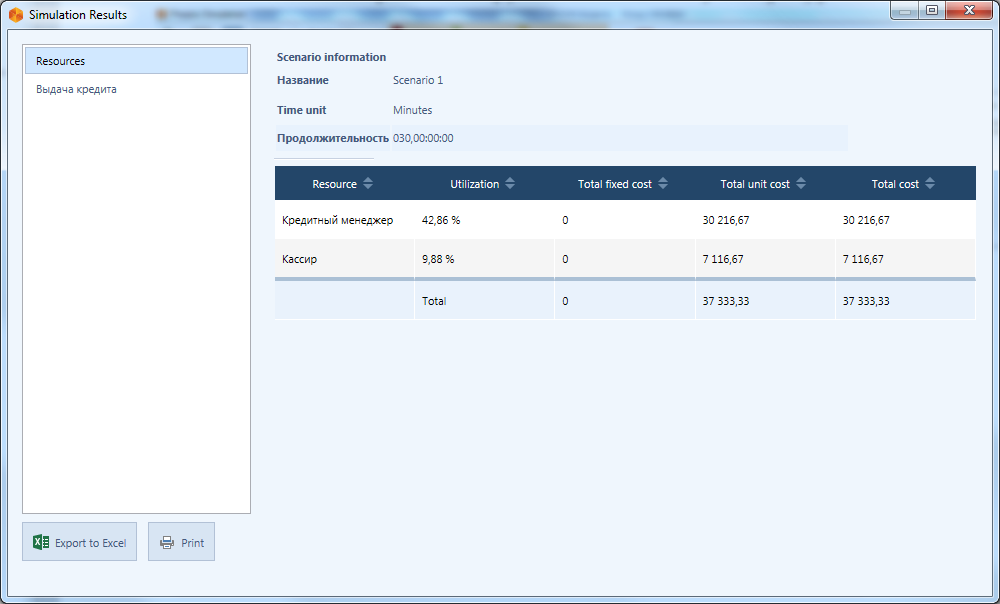 Simulation Results
Resources
Выдача кредита
Scenario information
Название Scenario 1
Time unit Minutes
Продолжительность 030,00:00:00
Resource Utilization Total fixed cost Total unit cost Total cost
Кредитный менеджер 42,86 % 0 30 216,67 30 216,67
Кассир 9,88 % 0 7 116,67 7 116,67
Total 0 37 333,33 37 333,33
Export to Excel Print